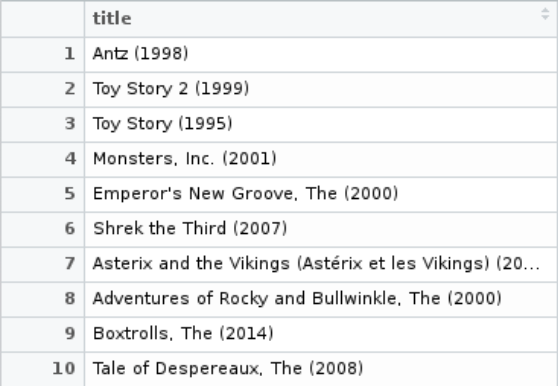 title
1 Antz (1998)
2 Toy Story 2 (1999)
3 Toy Story (1995)
4 Monsters, Inc. (2001)
5 Emperor's New Groove, The (2000)
6 Shrek the Third (2007)
7 Asterix and the Vikings (Astérix et les Vikings) (20...
8 Adventures of Rocky and Bullwinkle, The (2000)
9 Boxtrolls, The (2014)
10 Tale of Despereaux, The (2008)